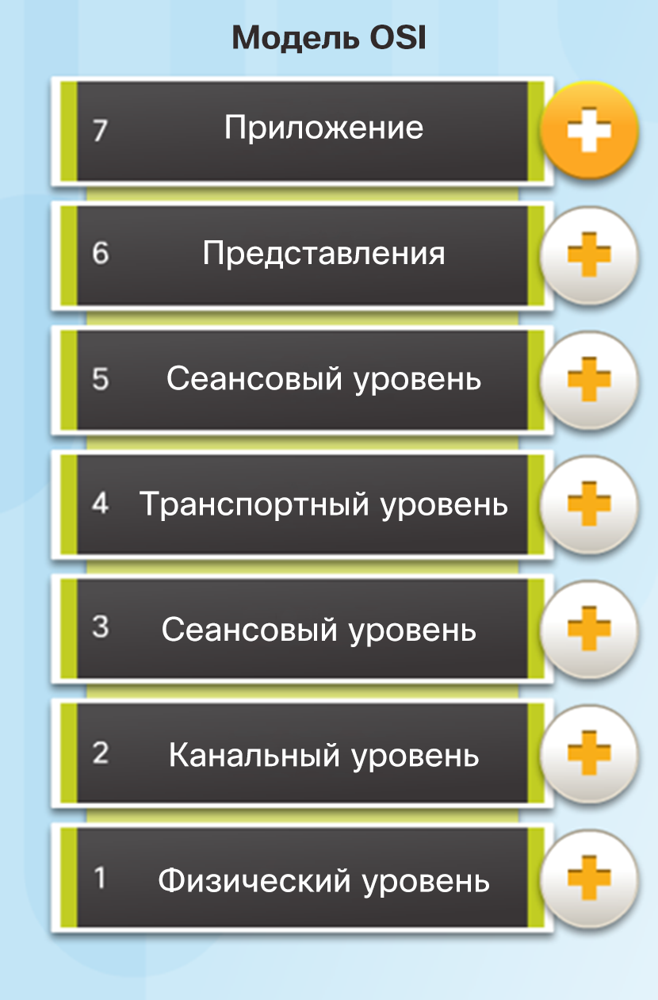 Модель OSI
7 Приложение
6 Представления
5 Сеансовый уровень
4 Транспортный уровень
3 Сеансовый уровень
2 Канальный уровень
1 Физический уровень